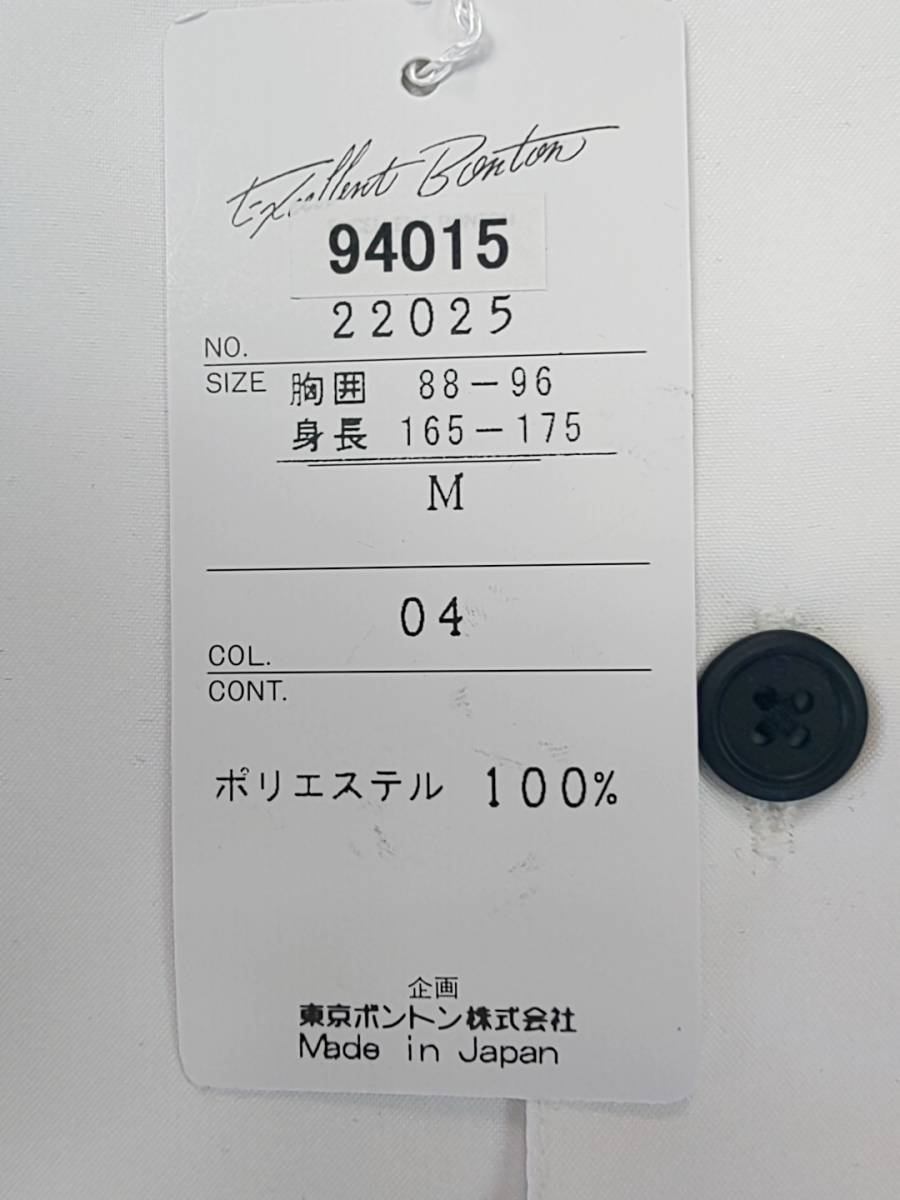 Excellent Bonton
94015
NO. 22025
SIZE 胸囲 88-96
身長 165-175
M
COL. 04
CONT.
ポリエステル 100%
企画
東京ボントン株式会社
Made in Japan